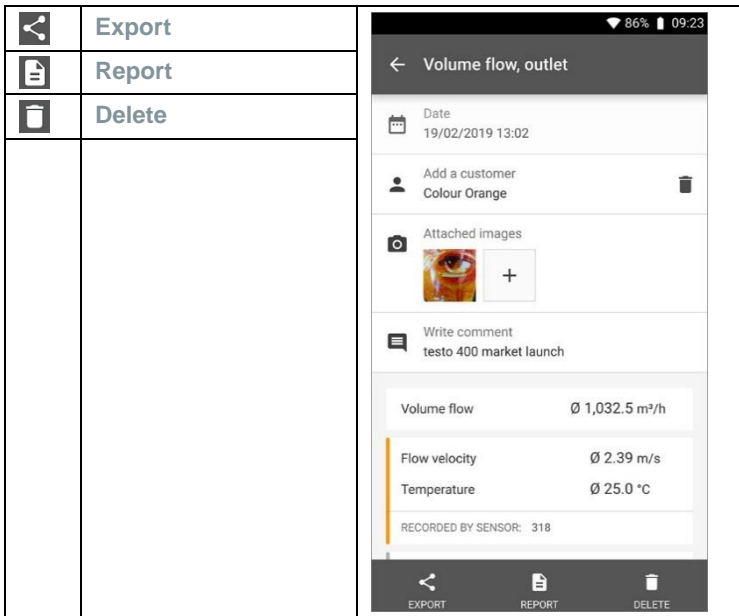 Export
Report
Delete
86% 09:23
Volume flow, outlet
Date
19/02/2019 13:02
Add a customer
Colour Orange
Attached images
+
Write comment
testo 400 market launch
Volume flow Ø 1,032.5 m³/h
Flow velocity Ø 2.39 m/s
Temperature Ø 25.0 °C
RECORDED BY SENSOR: 318
EXPORT REPORT DELETE